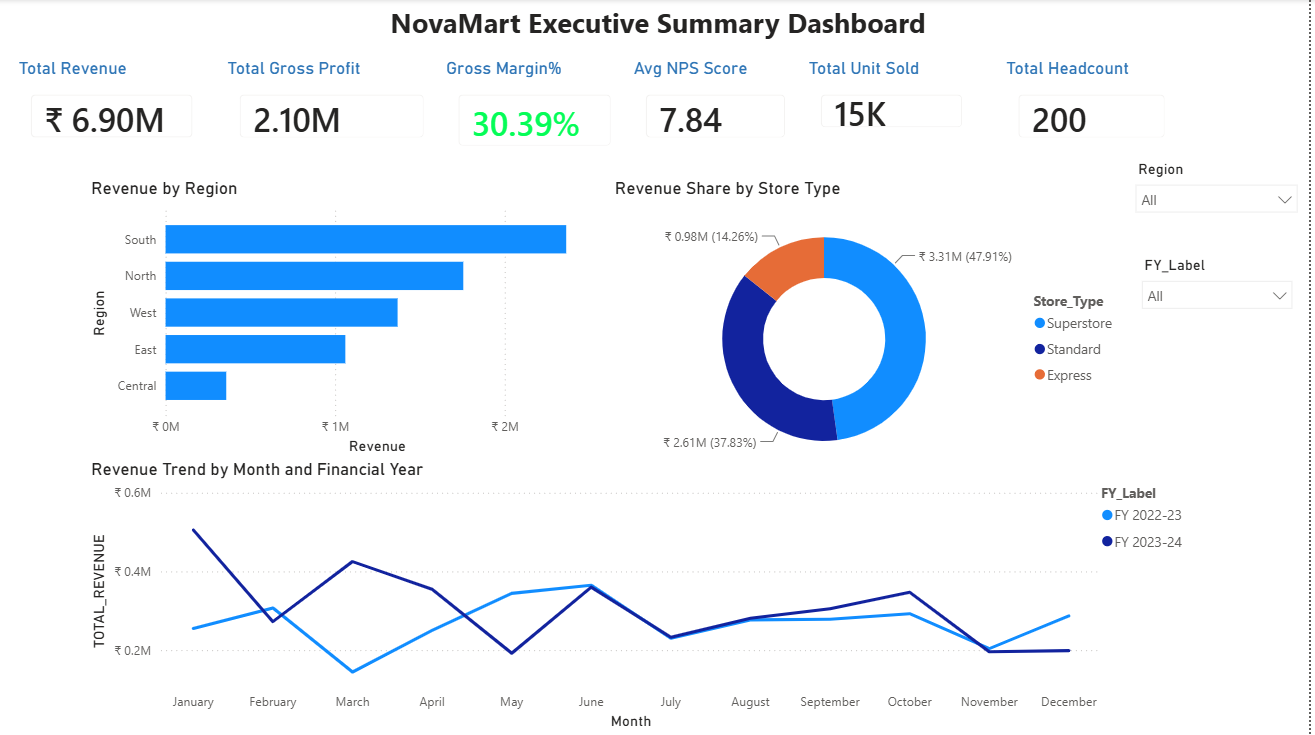 NovaMart Executive Summary Dashboard
Total Revenue
₹ 6.90M
Total Gross Profit
2.10M
Gross Margin%
30.39%
Avg NPS Score
7.84
Total Unit Sold
15K
Total Headcount
200
Region
All
FY_Label
All
Revenue by Region
Region
South
North
West
East
Central
₹ 0M
₹ 1M
₹ 2M
Revenue
Revenue Share by Store Type
₹ 0.98M (14.26%)
₹ 3.31M (47.91%)
₹ 2.61M (37.83%)
Store_Type
Superstore
Standard
Express
Revenue Trend by Month and Financial Year
TOTAL_REVENUE
₹ 0.6M
₹ 0.4M
₹ 0.2M
January
February
March
April
May
June
July
August
September
October
November
December
Month
FY_Label
FY 2022-23
FY 2023-24